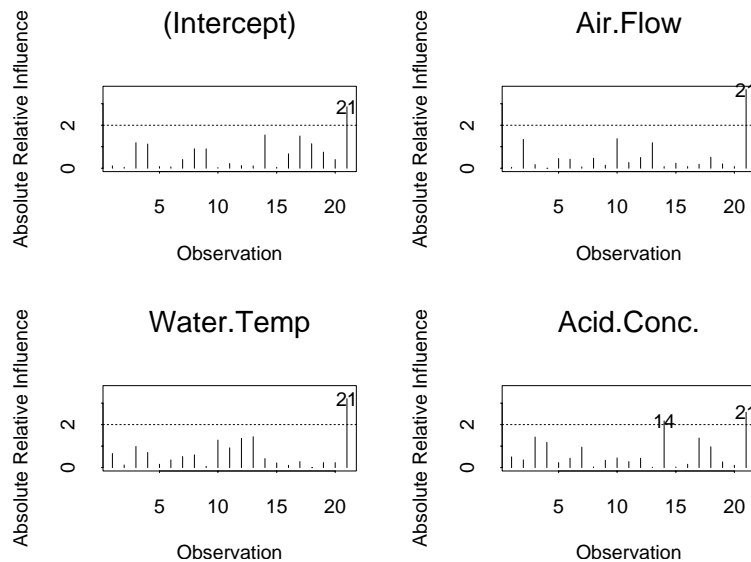 (Intercept)
Absolute Relative Influence
0 2
21
5 10 15 20
Observation
Air.Flow
Absolute Relative Influence
0 2
21
5 10 15 20
Observation
Water.Temp
Absolute Relative Influence
0 2
21
5 10 15 20
Observation
Acid.Conc.
Absolute Relative Influence
0 2
14 21
5 10 15 20
Observation